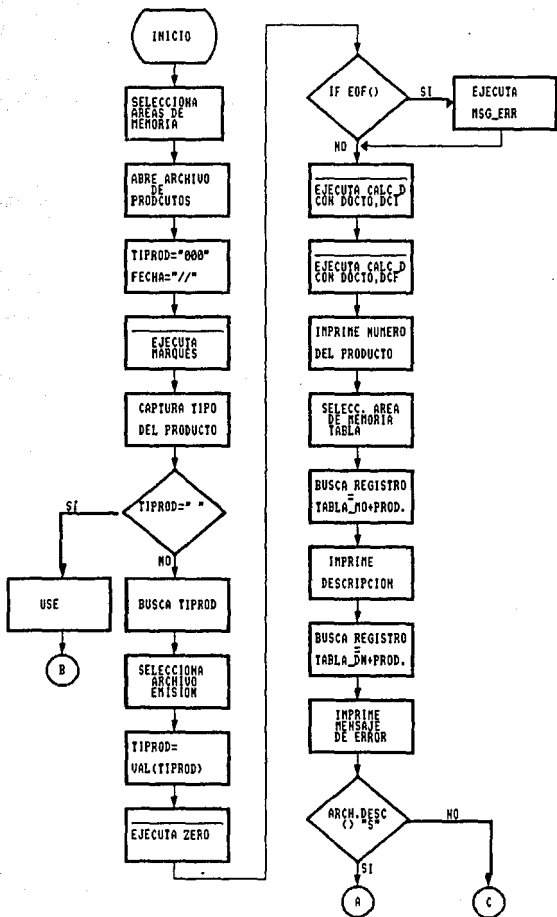 INICIO
SELECCIONA
AREAS DE
MEMORIA
ABRE ARCHIVO
DE
PRODCUTOS
TIPROD="000"
FECHA="//"
EJECUTA
MARQUES
CAPTURA TIPO
DEL PRODUCTO
TIPROD=" "
SI
NO
USE
B
BUSCA TIPROD
SELECCIONA
ARCHIVO
EMISION
TIPROD=
VAL(TIPROD)
EJECUTA ZERO
IF EOF()
SI
EJECUTA
MSG_ERR
NO
EJECUTA CALC_D
CON DOCTO,DCI
EJECUTA CALC_D
CON DOCTO,DCF
IMPRIME NUMERO
DEL PRODUCTO
SELECC. AREA
DE MEMORIA
TABLA
BUSCA REGISTRO
=
TABLA_MO+PROD.
IMPRIME
DESCRIPCION
BUSCA REGISTRO
=
TABLA_DN+PROD.
IMPRIME
MENSAJE
DE ERROR
ARCH.DESC
() "S"
NO
SI
A
C